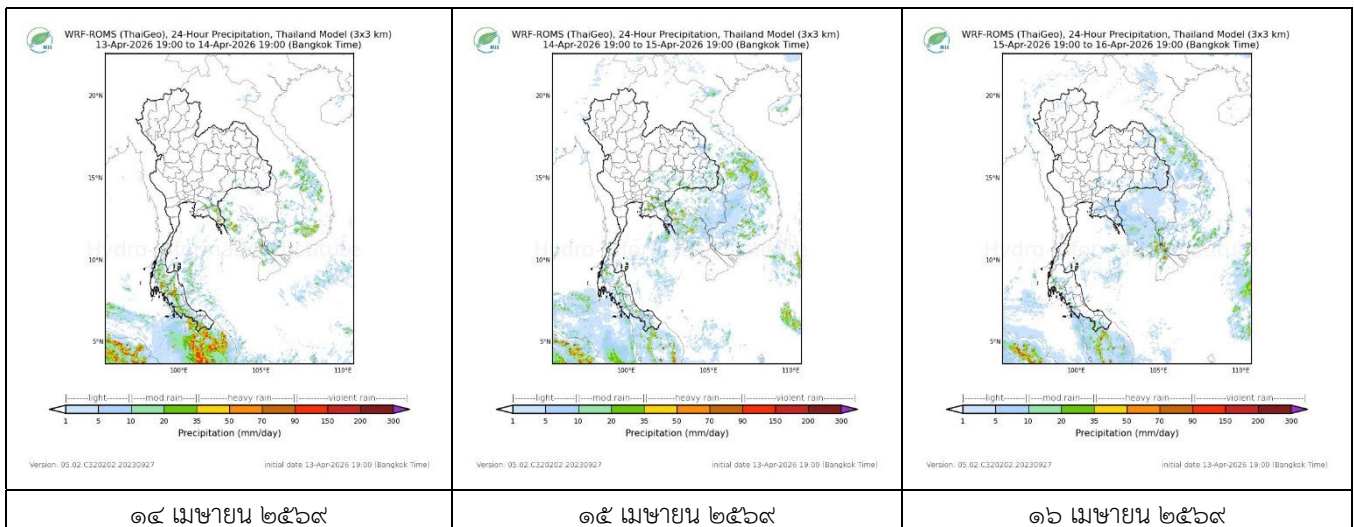 WRF-ROMS (ThaiGeo), 24-Hour Precipitation, Thailand Model (3x3 km)
13-Apr-2026 19:00 to 14-Apr-2026 19:00 (Bangkok Time)
20°N
15°N
10°N
5°N
100°E 105°E 110°E
|-------light-------||----mod rain----||-------heavy rain-------||-------violent rain-------|
1 5 10 20 35 50 70 90 150 200 300
Precipitation (mm/day)
Version: 05.02.C320202.20230927 initial date 13-Apr-2026 19:00 (Bangkok Time)
๑๔ เมษายน ๒๕๖๙
WRF-ROMS (ThaiGeo), 24-Hour Precipitation, Thailand Model (3x3 km)
14-Apr-2026 19:00 to 15-Apr-2026 19:00 (Bangkok Time)
20°N
15°N
10°N
5°N
100°E 105°E 110°E
|-------light-------||----mod rain----||-------heavy rain-------||-------violent rain-------|
1 5 10 20 35 50 70 90 150 200 300
Precipitation (mm/day)
Version: 05.02.C320202.20230927 initial date 13-Apr-2026 19:00 (Bangkok Time)
๑๕ เมษายน ๒๕๖๙
WRF-ROMS (ThaiGeo), 24-Hour Precipitation, Thailand Model (3x3 km)
15-Apr-2026 19:00 to 16-Apr-2026 19:00 (Bangkok Time)
20°N
15°N
10°N
5°N
100°E 105°E 110°E
|-------light-------||----mod rain----||-------heavy rain-------||-------violent rain-------|
1 5 10 20 35 50 70 90 150 200 300
Precipitation (mm/day)
Version: 05.02.C320202.20230927 initial date 13-Apr-2026 19:00 (Bangkok Time)
๑๖ เมษายน ๒๕๖๙